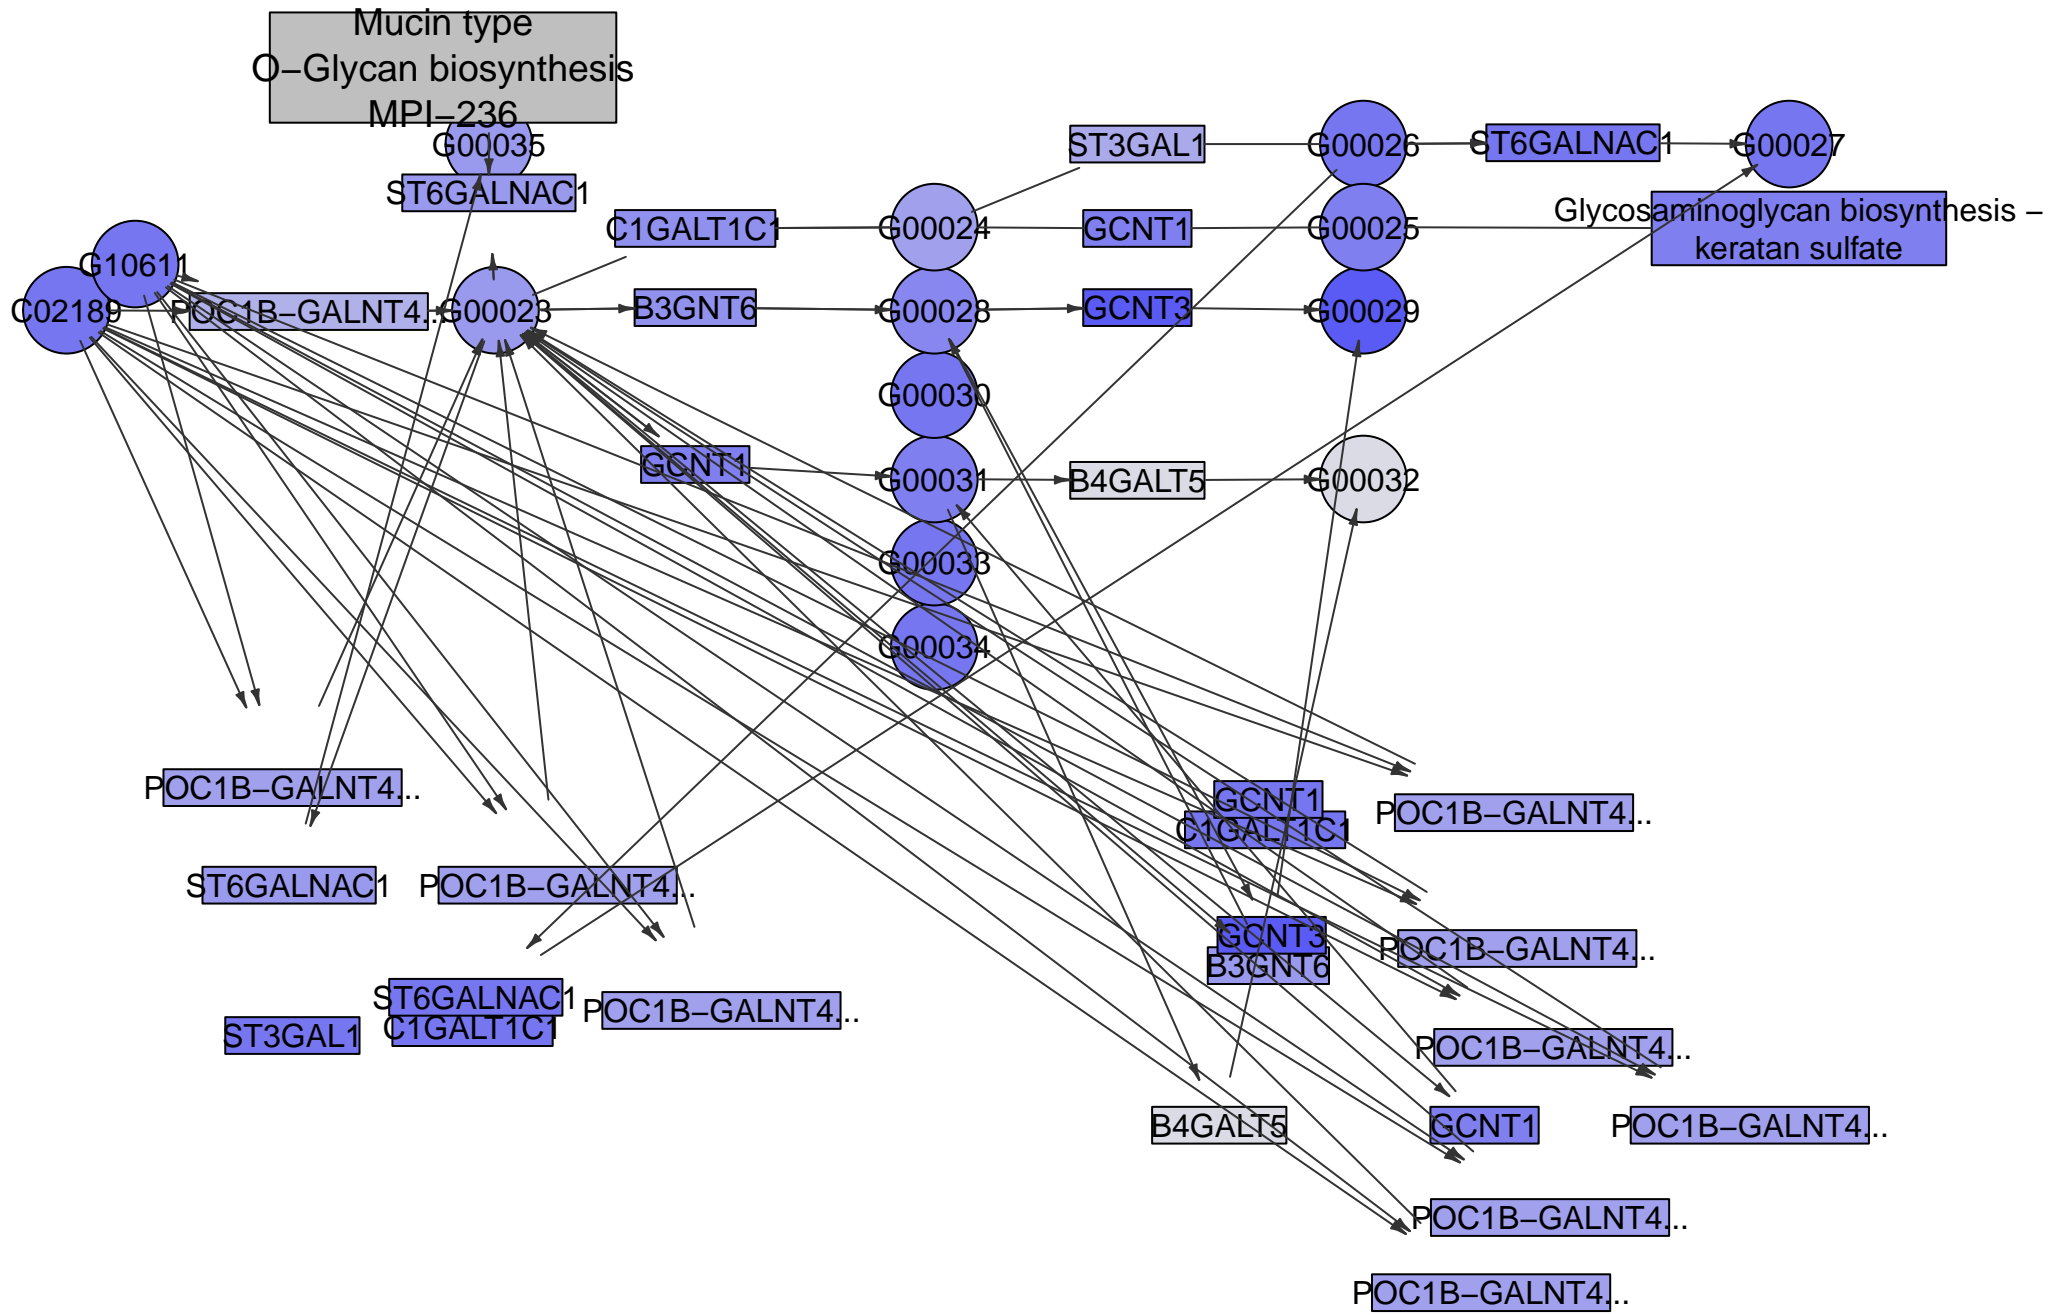 Mucin type
O−Glycan biosynthesis
MPI−236
G00035
ST6GALNAC1
ST3GAL1
G00026
ST6GALNAC1
G00027
C1GALT1C1
G00024
GCNT1
G00025
Glycosaminoglycan biosynthesis −
keratan sulfate
G10611
C02189
POC1B−GALNT4...
G00023
B3GNT6
G00028
GCNT3
G00029
G00030
GCNT1
G00031
B4GALT5
G00032
G00033
G00034
POC1B−GALNT4...
GCNT1
C1GALT1C1
POC1B−GALNT4...
ST6GALNAC1
POC1B−GALNT4...
GCNT3
B3GNT6
POC1B−GALNT4...
ST6GALNAC1
C1GALT1C1
ST3GAL1
POC1B−GALNT4...
POC1B−GALNT4...
B4GALT5
GCNT1
POC1B−GALNT4...
POC1B−GALNT4...
POC1B−GALNT4...